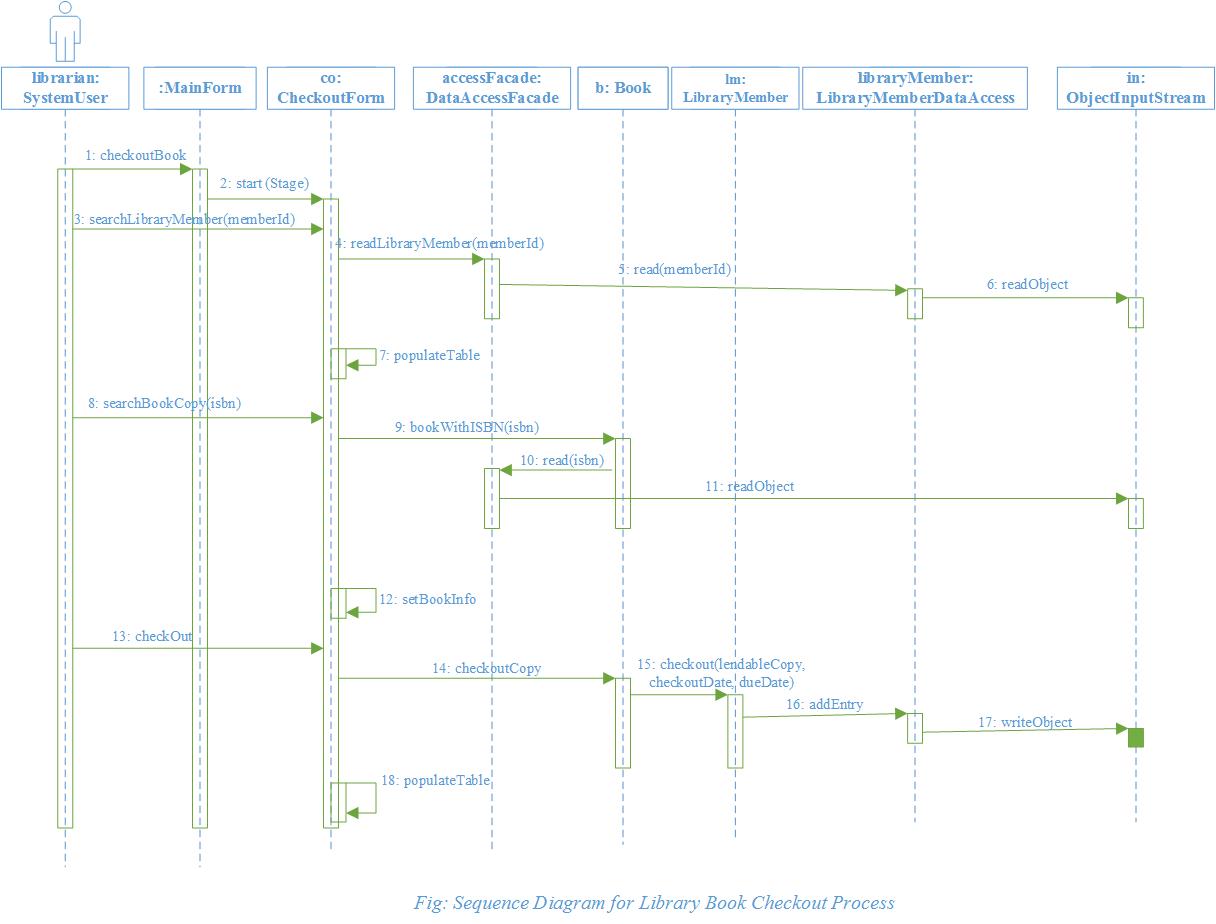 librarian:
SystemUser
:MainForm
co:
CheckoutForm
accessFacade:
DataAccessFacade
b: Book
lm:
LibraryMember
libraryMember:
LibraryMemberDataAccess
in:
ObjectInputStream
1: checkoutBook
2: start (Stage)
3: searchLibraryMember(memberId)
4: readLibraryMember(memberId)
5: read(memberId)
6: readObject
7: populateTable
8: searchBookCopy(isbn)
9: bookWithISBN(isbn)
10: read(isbn)
11: readObject
12: setBookInfo
13: checkOut
14: checkoutCopy
15: checkout(lendableCopy,
checkoutDate, dueDate)
16: addEntry
17: writeObject
18: populateTable
Fig: Sequence Diagram for Library Book Checkout Process